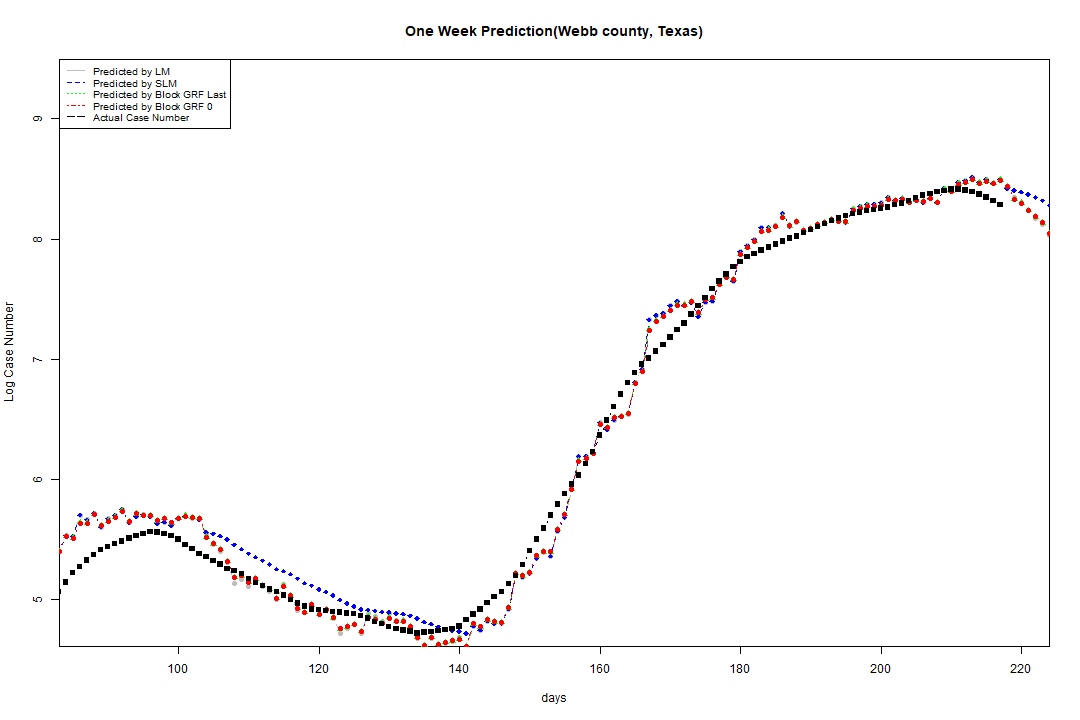 One Week Prediction(Webb county, Texas)
Predicted by LM
Predicted by SLM
Predicted by Block GRF Last
Predicted by Block GRF 0
Actual Case Number
9
8
7
6
5
Log Case Number
100 120 140 160 180 200 220
days